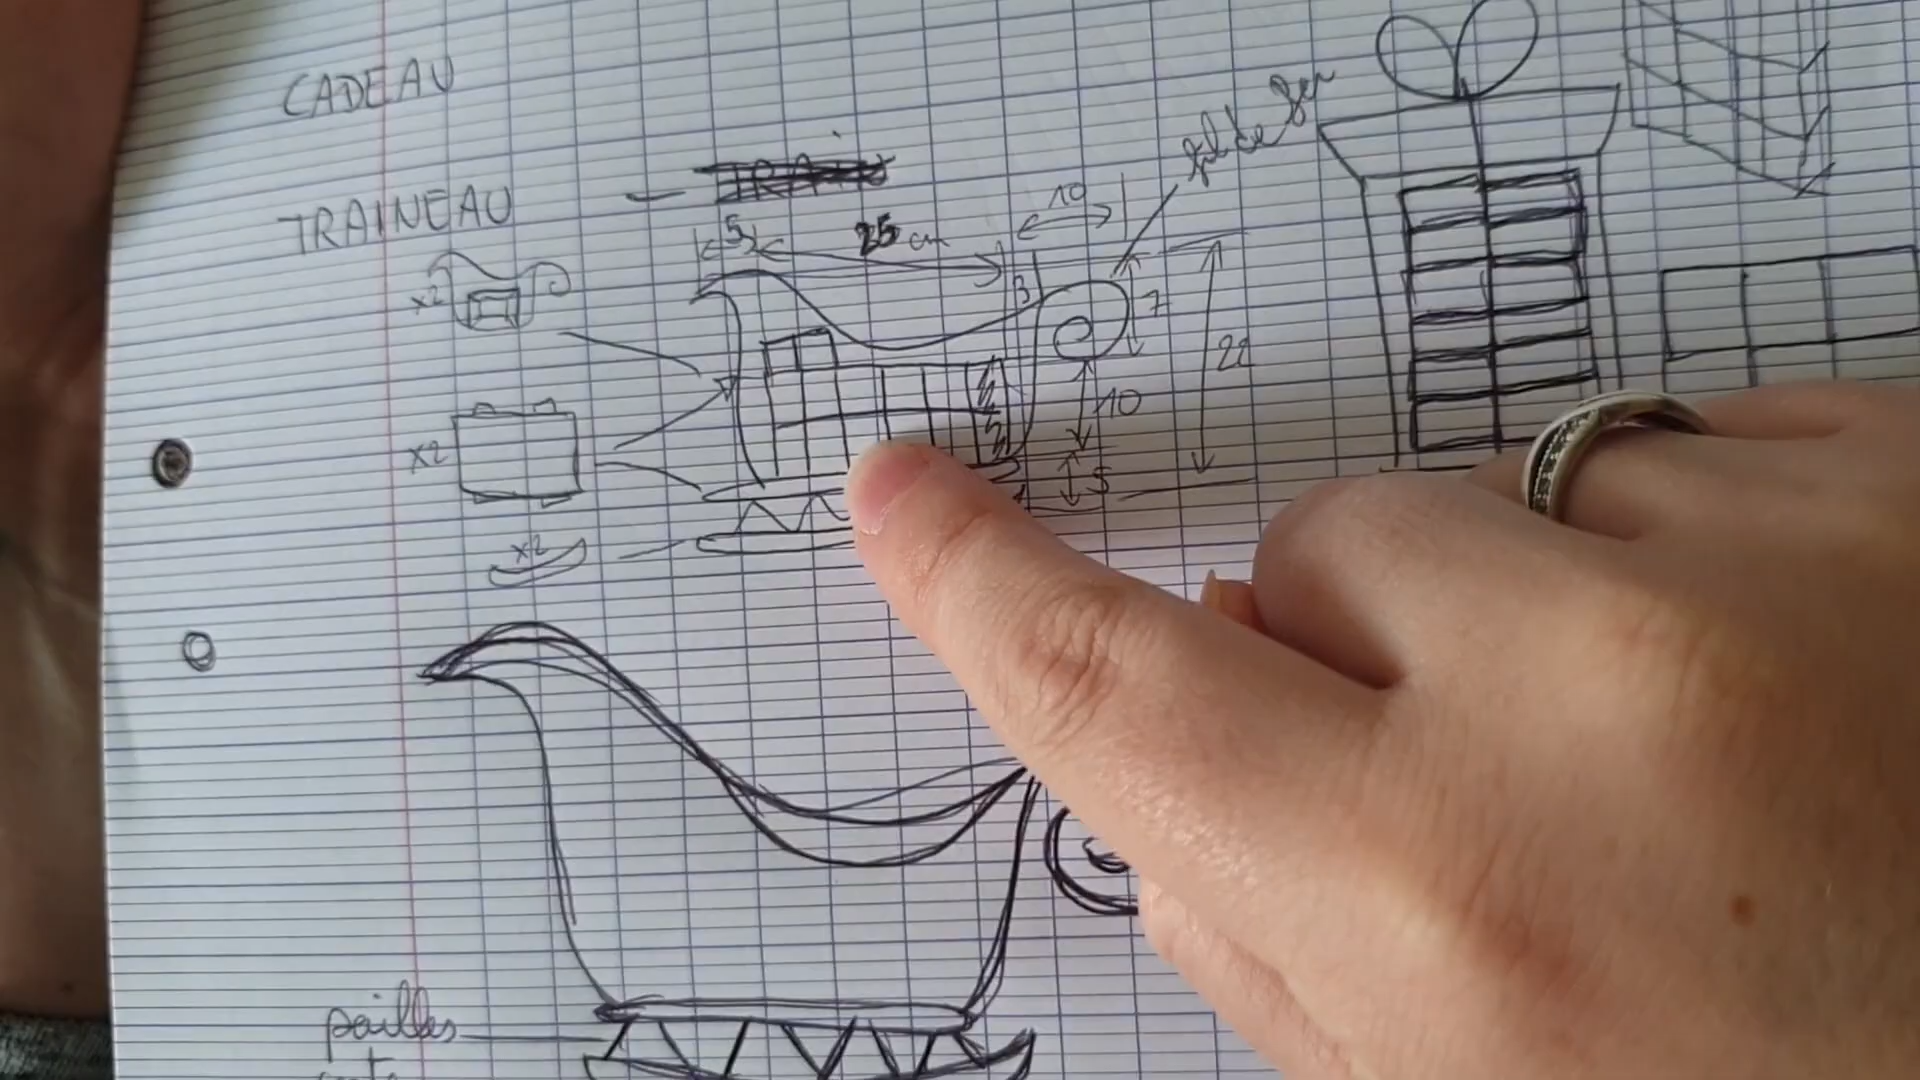 CADEAU
TRAINEAU
fil de fer
10
5
25 cm
3
7
22
10
5
x2
x2
x2
pailles